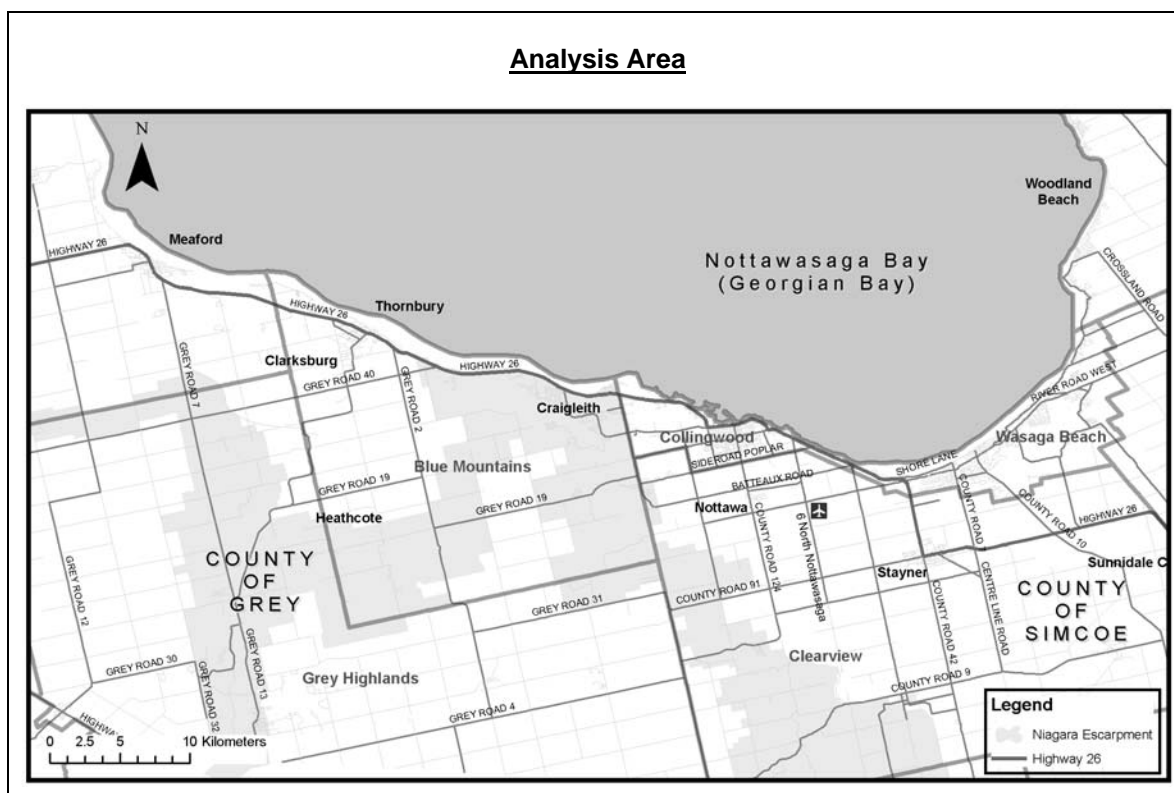 Analysis Area
N
Woodland
Beach
Meaford
HIGHWAY 26
Nottawasaga Bay
(Georgian Bay)
CROSSLAND ROAD
Thornbury
HIGHWAY 26
Clarksburg
HIGHWAY 26
GREY ROAD 7
GREY ROAD 40
GREY ROAD 2
RIVER ROAD WEST
Craigleith
Collingwood
Wasaga Beach
SIDEROAD POPLAR
Blue Mountains
BATTEAUX ROAD
SHORE LANE
GREY ROAD 19
GREY ROAD 19
Nottawa
COUNTY ROAD 10
HIGHWAY 26
Heathcote
COUNTY ROAD 124
6 North Nottawasaga
COUNTY ROAD 7
COUNTY
OF
GREY
Stayner
Sunnidale C
COUNTY ROAD 91
GREY ROAD 31
COUNTY
OF
SIMCOE
GREY ROAD 12
CENTRE LINE ROAD
COUNTY ROAD 42
Clearview
GREY ROAD 30
GREY ROAD 13
GREY ROAD 32
Grey Highlands
COUNTY ROAD 9
GREY ROAD 4
HIGHWAY
0 2.5 5 10 Kilometers
Legend
Niagara Escarpment
Highway 26